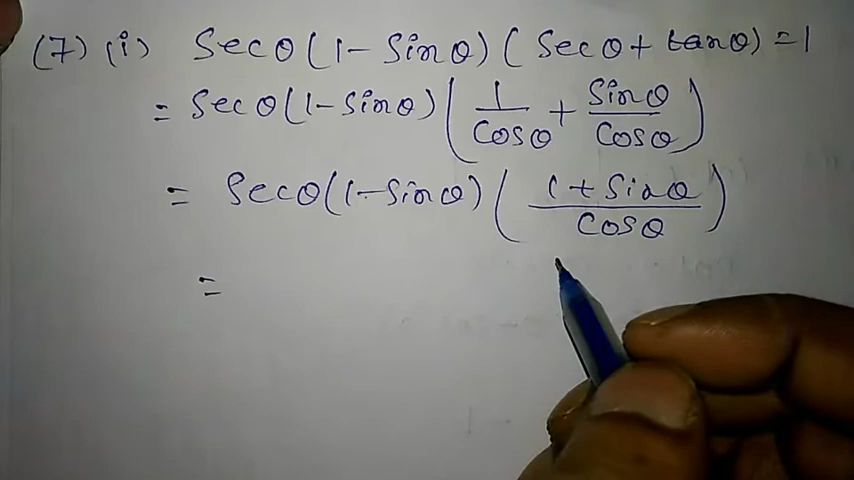 (7) (i) Secθ(1 - Sinθ)(Secθ + tanθ) = 1
= Secθ(1 - Sinθ)(1/Cosθ + Sinθ/Cosθ)
= Secθ(1 - Sinθ)((1 + Sinθ)/Cosθ)
=